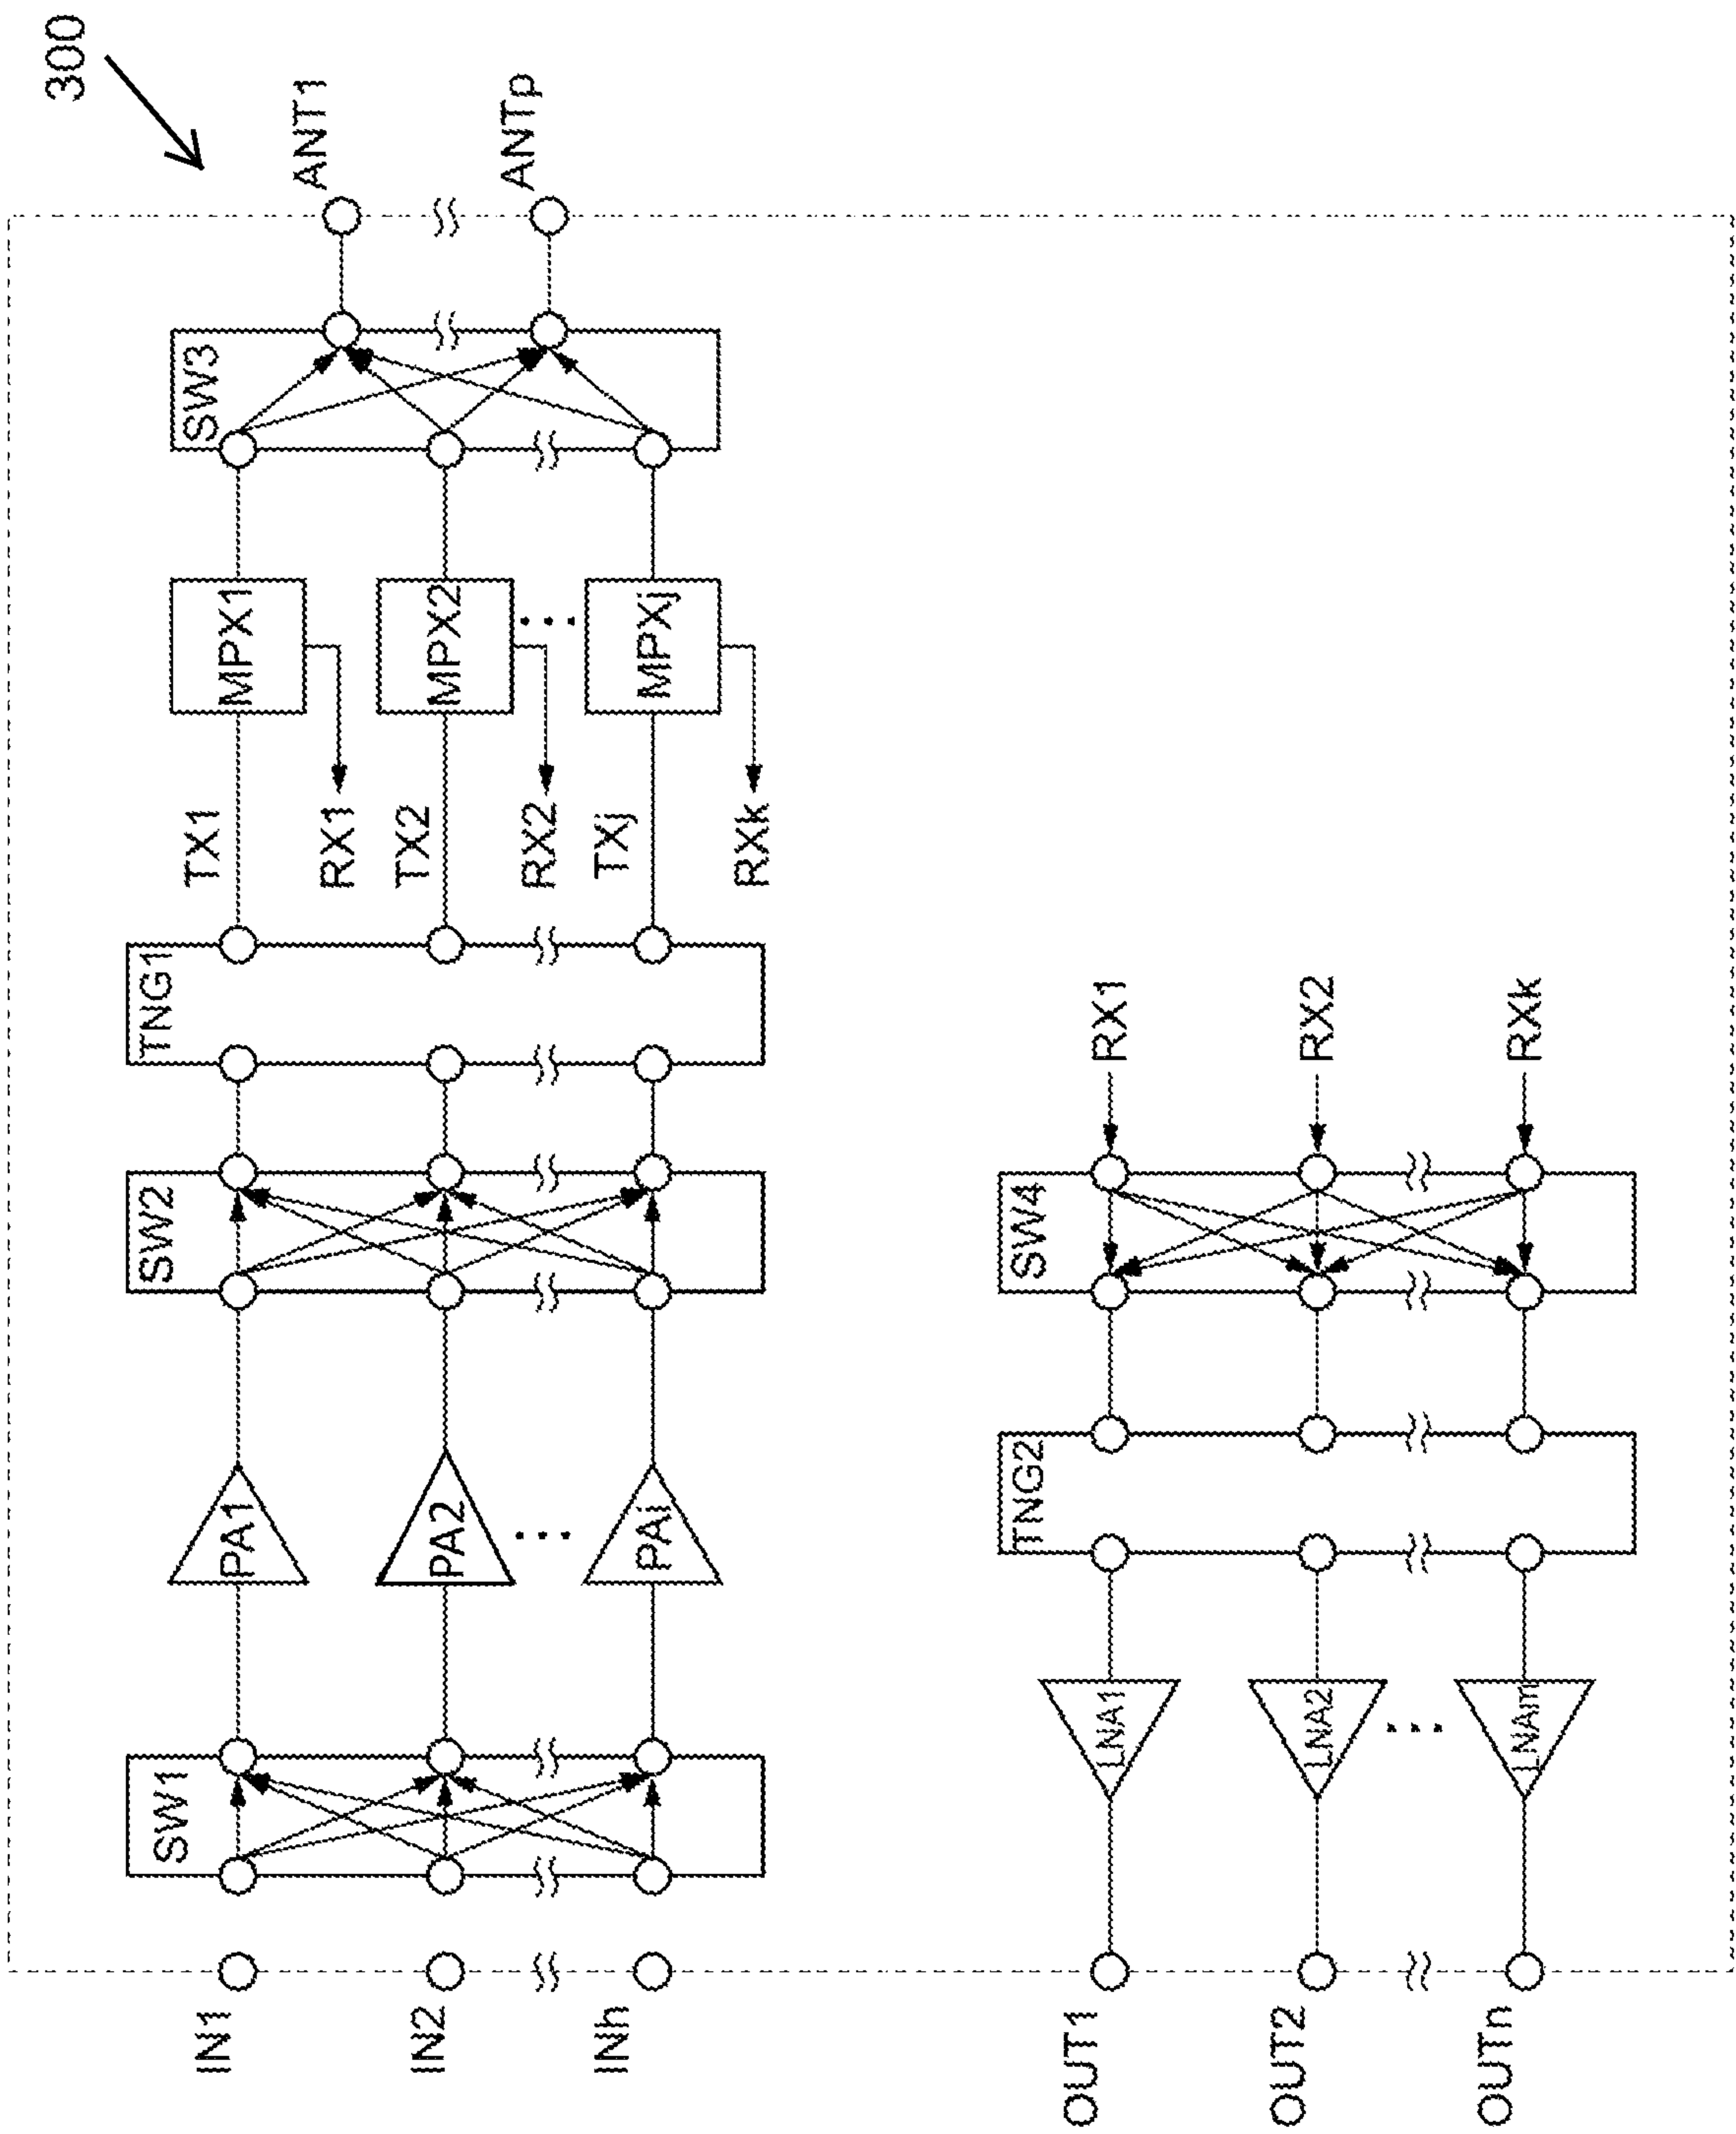 300
IN1
SW1
PA1
SW2
TNG1
TX1
MPX1
SW3
ANT1
RX1
IN2
PA2
TX2
MPX2
ANTp
RX2
INh
PAi
TXj
MPXj
RXk
OUT1
LNA1
TNG2
SW4
RX1
OUT2
LNA2
RX2
OUTn
LNAm
RXk